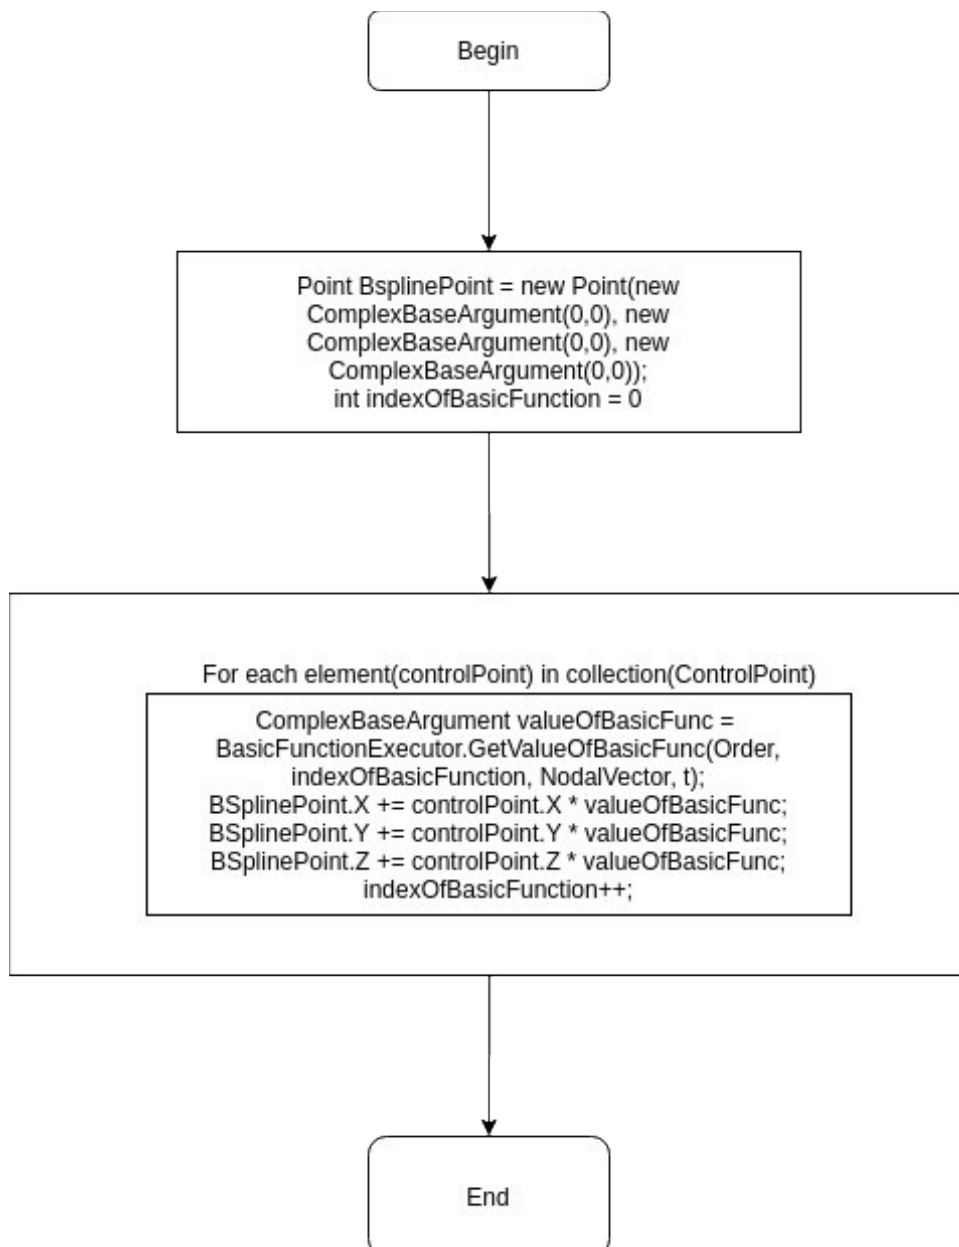 Begin
Point BsplinePoint = new Point(new
ComplexBaseArgument(0,0), new
ComplexBaseArgument(0,0), new
ComplexBaseArgument(0,0));
int indexOfBasicFunction = 0
For each element(controlPoint) in collection(ControlPoint)
ComplexBaseArgument valueOfBasicFunc =
BasicFunctionExecutor.GetValueOfBasicFunc(Order,
indexOfBasicFunction, NodalVector, t);
BSplinePoint.X += controlPoint.X * valueOfBasicFunc;
BSplinePoint.Y += controlPoint.Y * valueOfBasicFunc;
BSplinePoint.Z += controlPoint.Z * valueOfBasicFunc;
indexOfBasicFunction++;
End